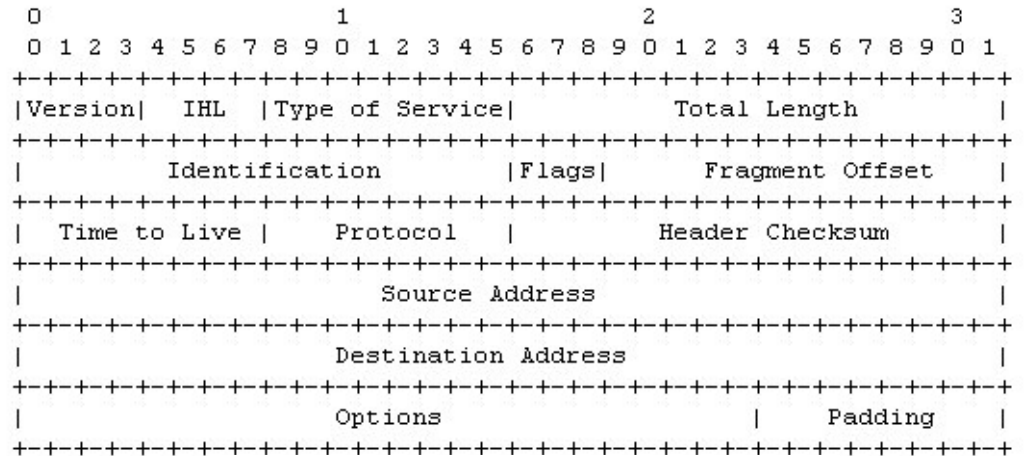 0 1 2 3
0 1 2 3 4 5 6 7 8 9 0 1 2 3 4 5 6 7 8 9 0 1 2 3 4 5 6 7 8 9 0 1
+-+-+-+-+-+-+-+-+-+-+-+-+-+-+-+-+-+-+-+-+-+-+-+-+-+-+-+-+-+-+-+-+
|Version| IHL |Type of Service| Total Length |
+-+-+-+-+-+-+-+-+-+-+-+-+-+-+-+-+-+-+-+-+-+-+-+-+-+-+-+-+-+-+-+-+
| Identification |Flags| Fragment Offset |
+-+-+-+-+-+-+-+-+-+-+-+-+-+-+-+-+-+-+-+-+-+-+-+-+-+-+-+-+-+-+-+-+
| Time to Live | Protocol | Header Checksum |
+-+-+-+-+-+-+-+-+-+-+-+-+-+-+-+-+-+-+-+-+-+-+-+-+-+-+-+-+-+-+-+-+
| Source Address |
+-+-+-+-+-+-+-+-+-+-+-+-+-+-+-+-+-+-+-+-+-+-+-+-+-+-+-+-+-+-+-+-+
| Destination Address |
+-+-+-+-+-+-+-+-+-+-+-+-+-+-+-+-+-+-+-+-+-+-+-+-+-+-+-+-+-+-+-+-+
| Options | Padding |
+-+-+-+-+-+-+-+-+-+-+-+-+-+-+-+-+-+-+-+-+-+-+-+-+-+-+-+-+-+-+-+-+